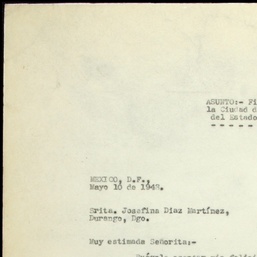 ASUNTO:- Fi
la Ciudad d
del Estado
- - - - -
MEXICO, D.F.,
Mayo 10 de 1948.
Srita. Josefina Diaz Martínez,
Durango, Dgo.
Muy estimada Señorita:-